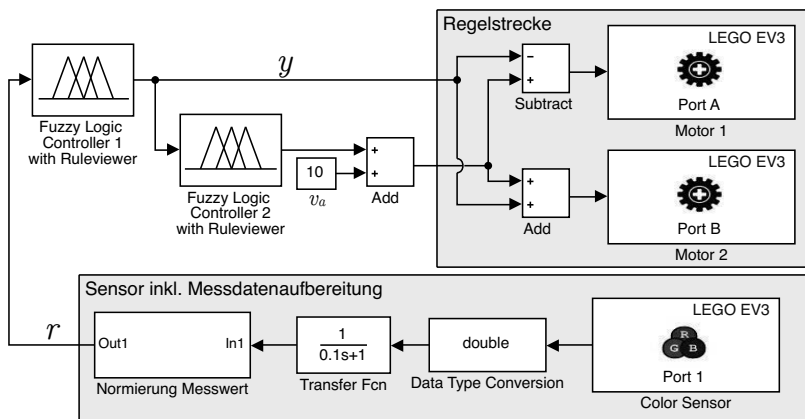 Regelstrecke
LEGO EV3
Port A
Motor 1
−
+
Subtract
y
Fuzzy Logic
Controller 1
with Ruleviewer
Fuzzy Logic
Controller 2
with Ruleviewer
10
v_a
+
+
Add
+
+
Add
LEGO EV3
Port B
Motor 2
Sensor inkl. Messdatenaufbereitung
r
Out1
In1
Normierung Messwert
1
0.1s+1
Transfer Fcn
double
Data Type Conversion
LEGO EV3
R
G B
Port 1
Color Sensor